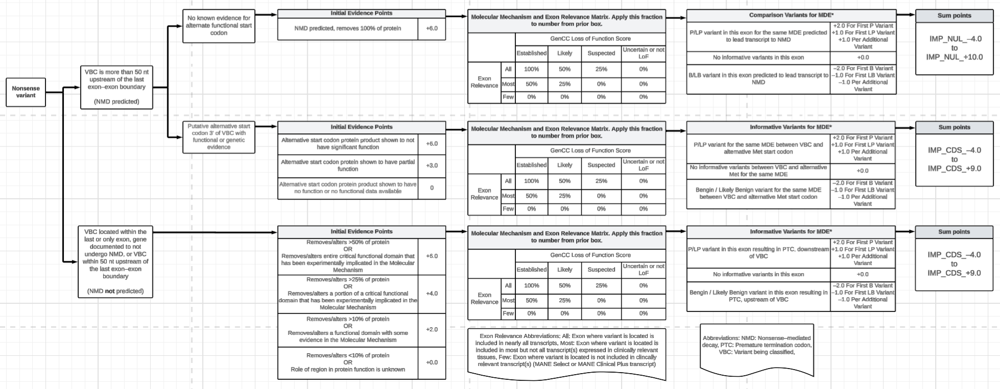 Nonsense
variant
VBC is more than 50 nt
upstream of the last
exon–exon boundary
(NMD predicted)
No known evidence for
alternate functional start
codon
Initial Evidence Points
NMD predicted, removes 100% of protein
+6.0
Molecular Mechanism and Exon Relevance Matrix. Apply this fraction
to number from prior box.
GenCC Loss of Function Score
Established
Likely
Suspected
Uncertain or not
LoF
Exon
Relevance
All
100%
50%
25%
0%
Most
50%
25%
0%
0%
Few
0%
0%
0%
0%
Comparison Variants for MDE*
P/LP variant in this exon for the same MDE predicted
to lead transcript to NMD
+2.0 For First P Variant
+1.0 For First LP Variant
+1.0 Per Additional
Variant
No informative variants in this exon
+0.0
B/LB variant in this exon predicted to lead transcript to
NMD
–2.0 For First B Variant
–1.0 For First LB Variant
–1.0 Per Additional
Variant
Sum points
IMP_NUL_–4.0
to
IMP_NUL_+10.0
Putative alternative start
codon 3' of VBC with
functional or genetic
evidence
Initial Evidence Points
Alternative start codon protein product shown to not
have significant function
+6.0
Alternative start codon protein shown to have partial
function
+3.0
Alternative start codon protein product shown to have
no function or no functional data available
0
Molecular Mechanism and Exon Relevance Matrix. Apply this fraction
to number from prior box.
GenCC Loss of Function Score
Established
Likely
Suspected
Uncertain or not
LoF
Exon
Relevance
All
100%
50%
25%
0%
Most
50%
25%
0%
0%
Few
0%
0%
0%
0%
Informative Variants for MDE*
P/LP variant for the same MDE between VBC and
alternative Met start codon
+2.0 For First P Variant
+1.0 For First LP Variant
+1.0 Per Additional
Variant
No informative variants between VBC and alternative
Met for the same MDE
+0.0
Bengin / Likely Benign variant for the same MDE
between VBC and alternative Met start codon
–2.0 For First B Variant
–1.0 For First LB Variant
–1.0 Per Additional
Variant
Sum points
IMP_CDS_–4.0
to
IMP_CDS_+9.0
VBC located within the
last or only exon, gene
documented to not
undergo NMD, or VBC
within 50 nt upstream of
the last exon–exon
boundary
(NMD not predicted)
Initial Evidence Points
Removes/alters >50% of protein
OR
Removes/alters entire critical functional domain that
has been experimentally implicated in the Molecular
Mechanism
+6.0
Removes/alters >25% of protein
OR
Removes/alters a portion of a critical functional
domain that has been experimentally implicated in the
Molecular Mechanism
+4.0
Removes/alters >10% of protein
OR
Removes/alters a functional domain with some
evidence in the Molecular Mechanism
+2.0
Removes/alters <10% of protein
OR
Role of region in protein function is unknown
+0.0
Molecular Mechanism and Exon Relevance Matrix. Apply this fraction
to number from prior box.
GenCC Loss of Function Score
Established
Likely
Suspected
Uncertain or not
LoF
Exon
Relevance
All
100%
50%
25%
0%
Most
50%
25%
0%
0%
Few
0%
0%
0%
0%
Informative Variants for MDE*
P/LP variant in this exon resulting in PTC, downstream
of VBC
+2.0 For First P Variant
+1.0 For First LP Variant
+1.0 Per Additional
Variant
No informative variants in this exon
+0.0
Bengin / Likely Benign variant in this exon resulting in
PTC, upstream of VBC
–2.0 For First B Variant
–1.0 For First LB Variant
–1.0 Per Additional
Variant
Sum points
IMP_CDS_–4.0
to
IMP_CDS_+9.0
Exon Relevance Abbreviations; All; Exon where variant is located is
included in nearly all transcripts, Most: Exon where variant is located is
included in most but not all transcript(s) expressed in clinically relevant
tissues, Few: Exon where variant is located is not included in clincally
relevant transcript(s) (MANE Select or MANE Clinical Plus transcript)
Abbreviations: NMD: Nonsense–mediated
decay, PTC: Premature termination codon,
VBC: Variant being classified,